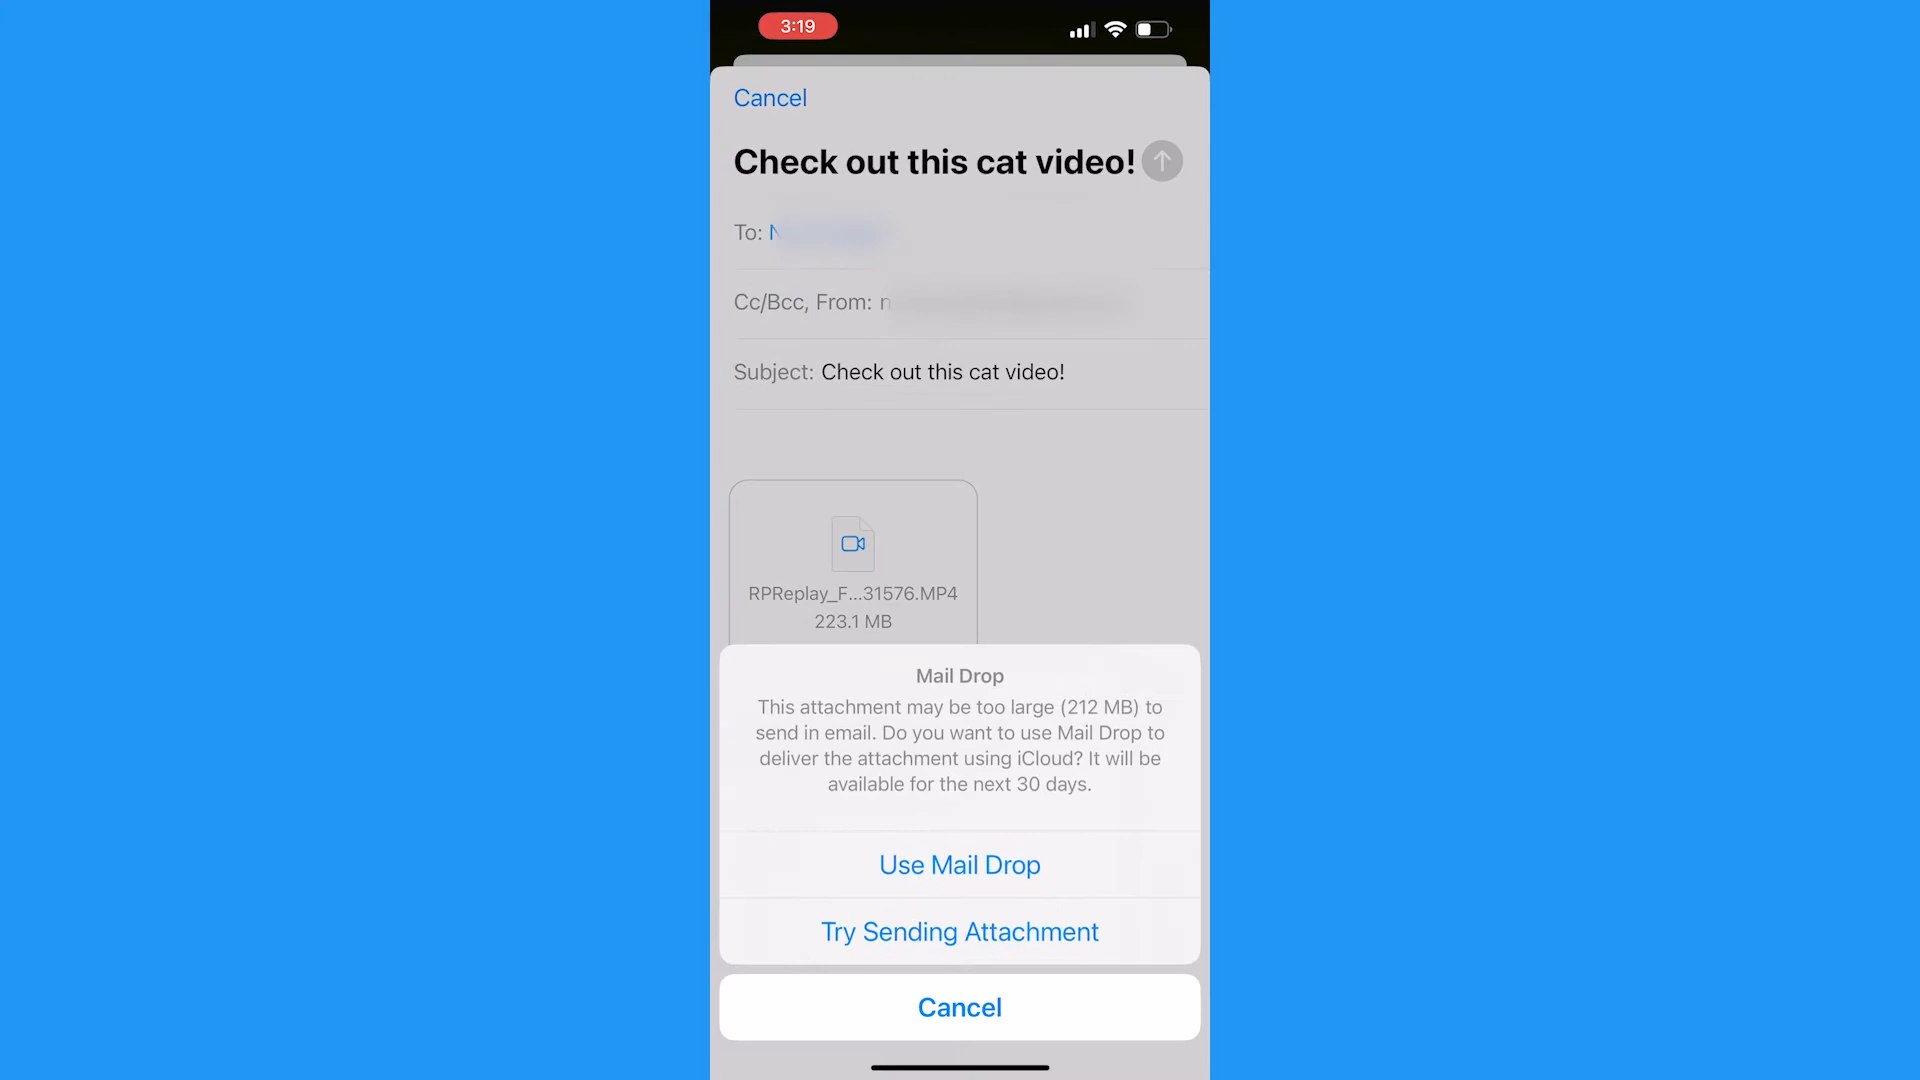 3:19
Cancel
Check out this cat video!
To:
Cc/Bcc, From:
Subject: Check out this cat video!
RPReplay_F...31576.MP4
223.1 MB
Mail Drop
This attachment may be too large (212 MB) to
send in email. Do you want to use Mail Drop to
deliver the attachment using iCloud? It will be
available for the next 30 days.
Use Mail Drop
Try Sending Attachment
Cancel